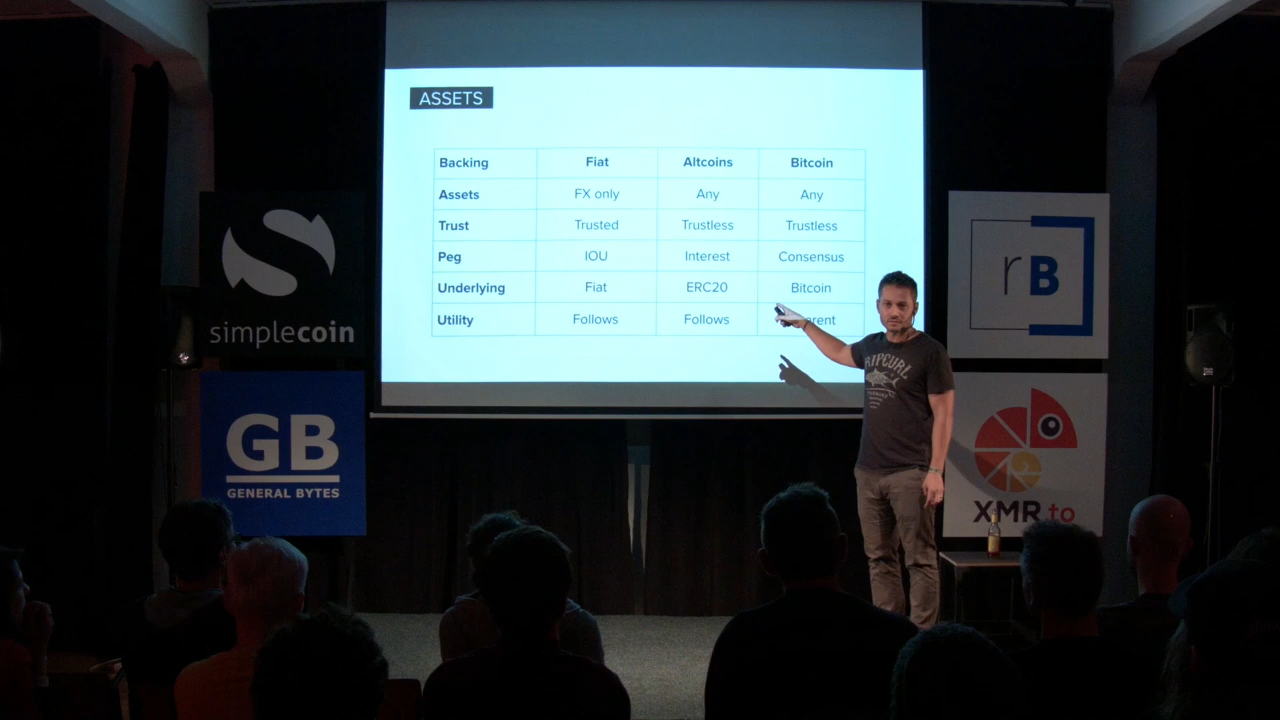 ASSETS
Backing Fiat Altcoins Bitcoin
Assets FX only Any Any
Trust Trusted Trustless Trustless
Peg IOU Interest Consensus
Underlying Fiat ERC20 Bitcoin
Utility Follows Follows
simplecoin
GB
GENERAL BYTES
rB
XMR.to
RIPCURL